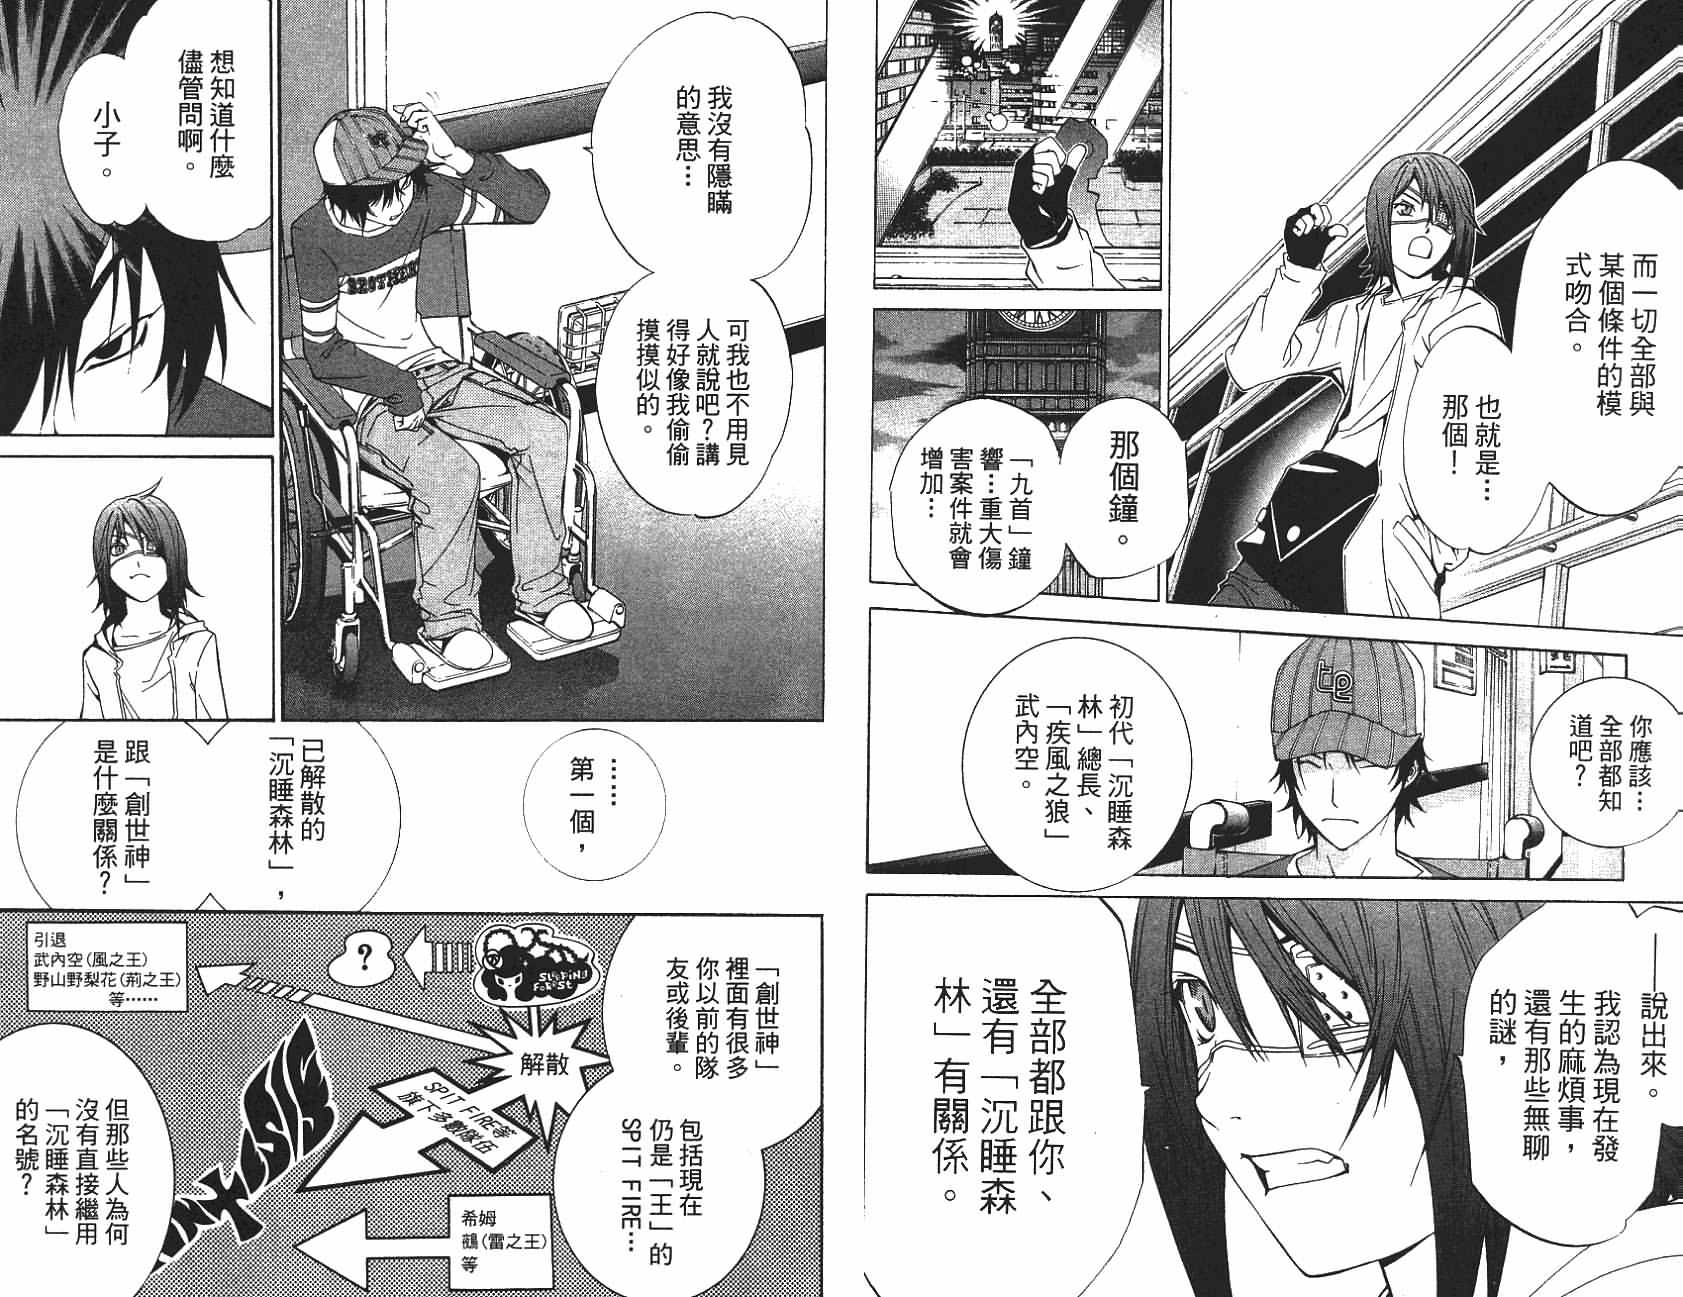 而一切全部與
某個條件的模
式吻合。
也就是…
那個！
那個鐘。
「九首」鐘
響…重大傷
害案件就會
增加…
你應該…
全部都知
道吧？
初代「沉睡森
林」總長、
「疾風之狼」
武內空。
──說出來。
我認為現在發
生的麻煩事，
還有那些無聊
的謎，
全部都跟你、
還有「沉睡森
林」有關係。
我沒有隱瞞
的意思…
可我也不用見
人就說吧？講
得好像我偷偷
摸摸似的。
BROTHER
想知道什麼
儘管問啊。
小子。
……
第一個，
已解散的
「沉睡森林」，
跟「創世神」
是什麼關係？
「創世神」
裡面有很多
你以前的隊
友或後輩。
包括現在
仍是「王」的
SPIT FIRE…
SLEEPING
FOREST
？
解散
引退
武內空(風之王)
野山野梨花(荊之王)
等……
SPIT FIRE等
旗下多數隊伍
希姆
鵺(雷之王)
等
但那些人為何
沒有直接繼用
「沉睡森林」
的名號？